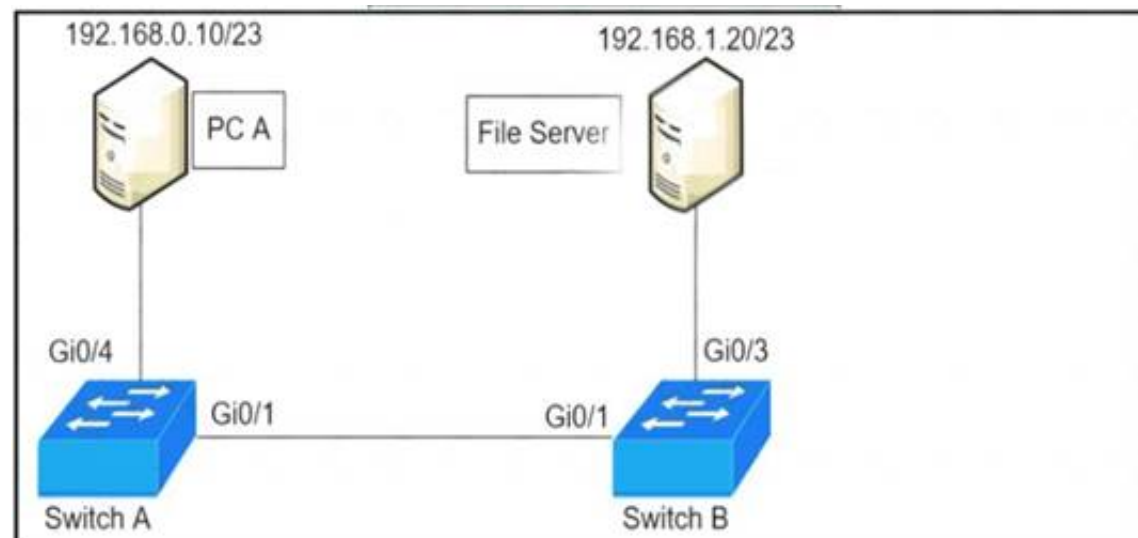 192.168.0.10/23
192.168.1.20/23
PC A
File Server
Gi0/4
Gi0/3
Gi0/1
Gi0/1
Switch A
Switch B